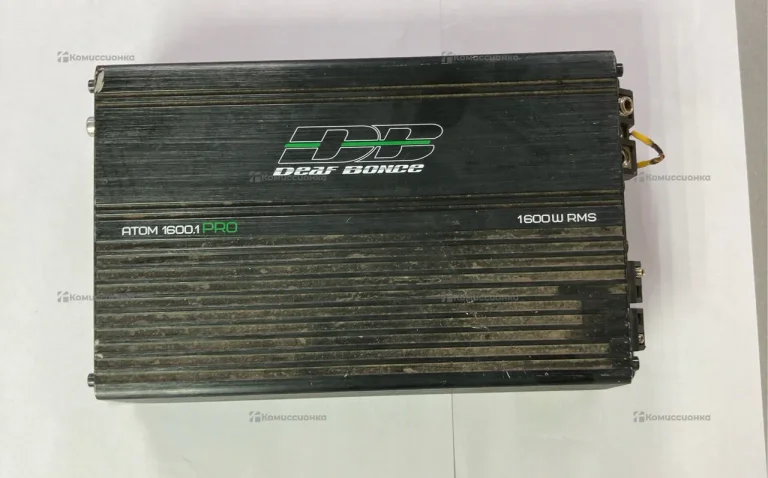 Комиссионка
Комиссионка
DB
Deaf Bonce
Комиссионка
Комиссионка
ATOM 1600.1 PRO
1600W RMS
Комиссионка
Комиссионка
Комиссионка
Комиссионка